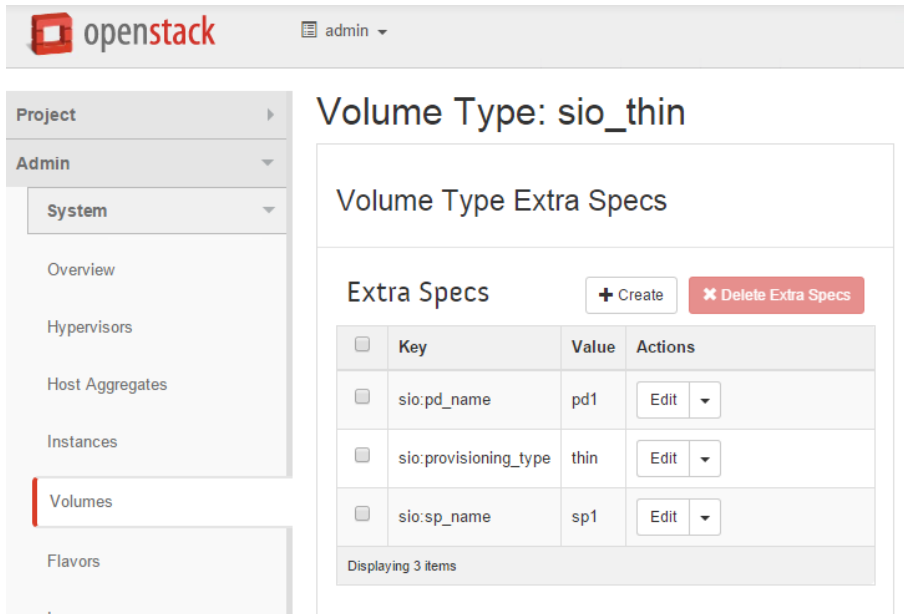 openstack
admin
Project
Admin
System
Overview
Hypervisors
Host Aggregates
Instances
Volumes
Flavors
Volume Type: sio_thin
Volume Type Extra Specs
Extra Specs
Create
Delete Extra Specs
Key Value Actions
sio:pd_name pd1 Edit
sio:provisioning_type thin Edit
sio:sp_name sp1 Edit
Displaying 3 items